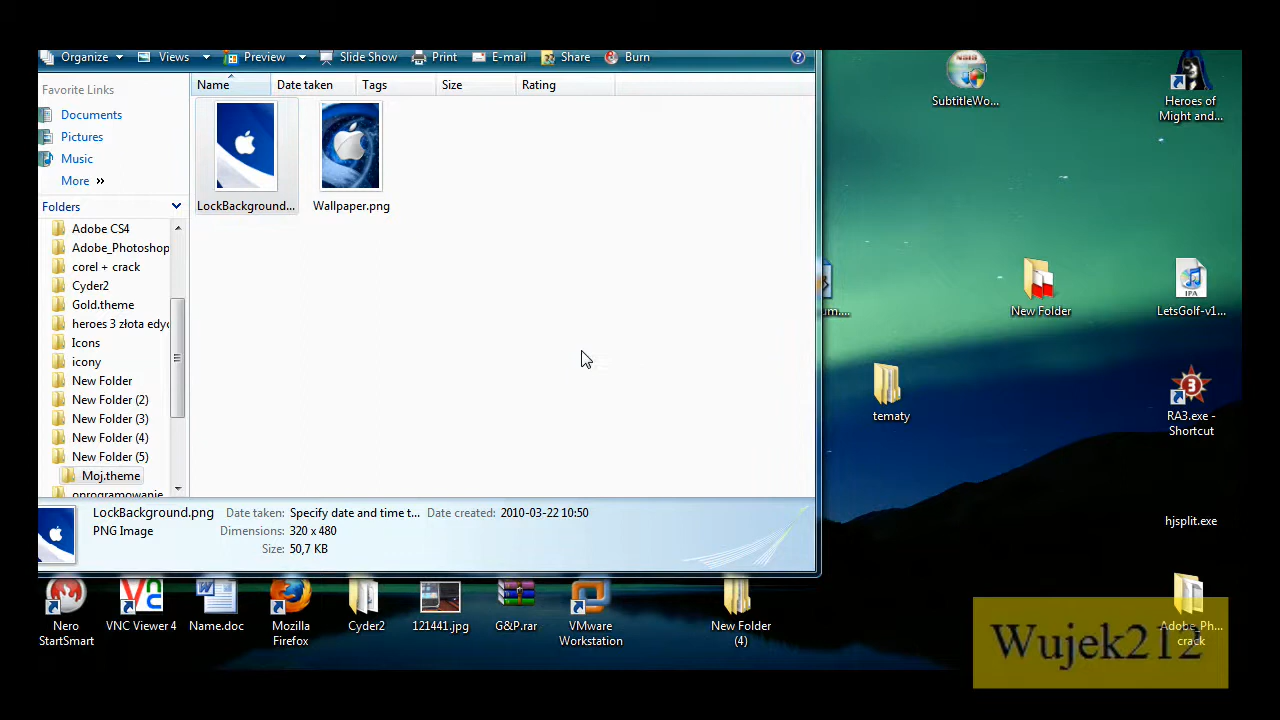 Organize
Views
Preview
Slide Show
Print
E-mail
Share
Burn
Name
Date taken
Tags
Size
Rating
Favorite Links
Documents
Pictures
Music
More »
Folders
Adobe CS4
Adobe_Photoshop
corel + crack
Cyder2
Gold.theme
heroes 3 złota edyc
Icons
icony
New Folder
New Folder (2)
New Folder (3)
New Folder (4)
New Folder (5)
Moj.theme
oprogramowanie
LockBackground...
Wallpaper.png
LockBackground.png
PNG Image
Date taken: Specify date and time t...
Dimensions: 320 x 480
Size: 50,7 KB
Date created: 2010-03-22 10:50
SubtitleWo...
Heroes of
Might and...
New Folder
IPA
LetsGolf-v1...
tematy
3
RA3.exe -
Shortcut
hjsplit.exe
Nero
StartSmart
VNC Viewer 4
Name.doc
Mozilla
Firefox
Cyder2
121441.jpg
G&P.rar
VMware
Workstation
New Folder
(4)
Adobe_Ph...
crack
Wujek212